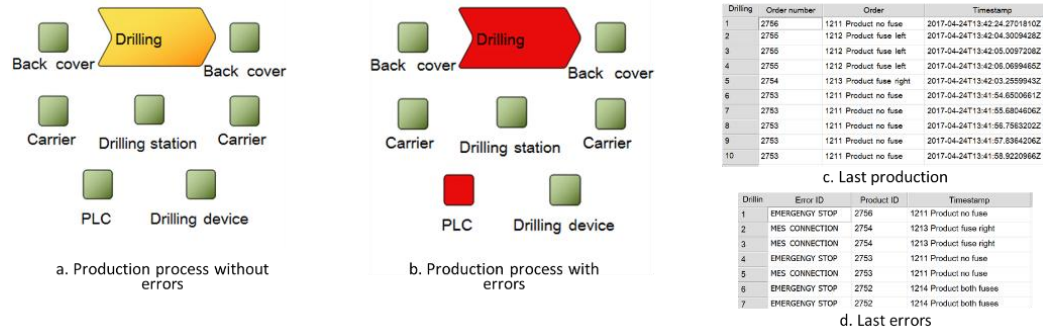 Drilling
Back cover
Back cover
Carrier
Drilling station
Carrier
PLC
Drilling device
a. Production process without
errors
Drilling
Back cover
Back cover
Carrier
Drilling station
Carrier
PLC
Drilling device
b. Production process with
errors
Drilling Order number Order Timestamp
1 2756 1211 Product no fuse 2017-04-24T13:42:24.2701810Z
2 2755 1212 Product fuse left 2017-04-24T13:42:04.3009428Z
3 2755 1212 Product fuse left 2017-04-24T13:42:05.0097208Z
4 2755 1212 Product fuse left 2017-04-24T13:42:06.0699465Z
5 2754 1213 Product fuse right 2017-04-24T13:42:03.2559943Z
6 2753 1211 Product no fuse 2017-04-24T13:41:54.6500661Z
7 2753 1211 Product no fuse 2017-04-24T13:41:55.6804606Z
8 2753 1211 Product no fuse 2017-04-24T13:41:56.7563202Z
9 2753 1211 Product no fuse 2017-04-24T13:41:57.8364206Z
10 2753 1211 Product no fuse 2017-04-24T13:41:58.9220966Z
c. Last production
Drillin Error ID Product ID Timestamp
1 EMERGENGY STOP 2756 1211 Product no fuse
2 MES CONNECTION 2754 1213 Product fuse right
3 MES CONNECTION 2754 1213 Product fuse right
4 EMERGENGY STOP 2753 1211 Product no fuse
5 MES CONNECTION 2753 1211 Product no fuse
6 EMERGENGY STOP 2752 1214 Product both fuses
7 EMERGENGY STOP 2752 1214 Product both fuses
d. Last errors